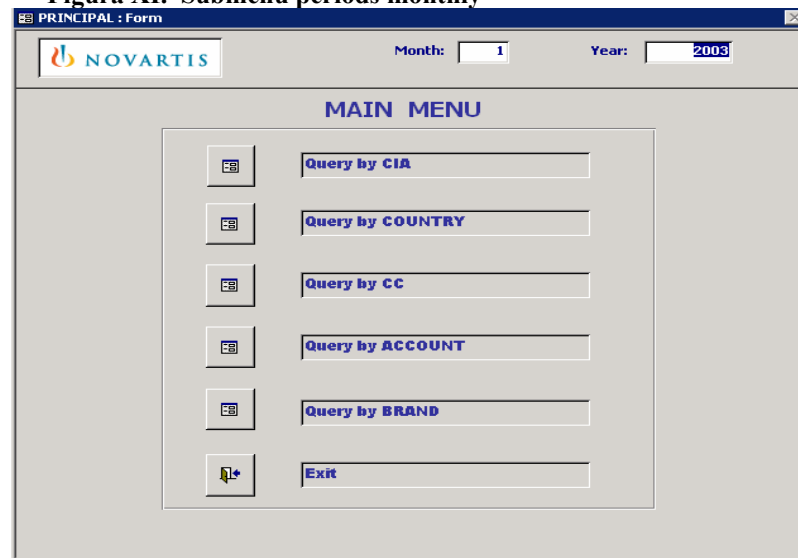 Figura XI. Submenu periods monthly
PRINCIPAL : Form
NOVARTIS Month: 1 Year: 2003
MAIN MENU
Query by CIA
Query by COUNTRY
Query by CC
Query by ACCOUNT
Query by BRAND
Exit